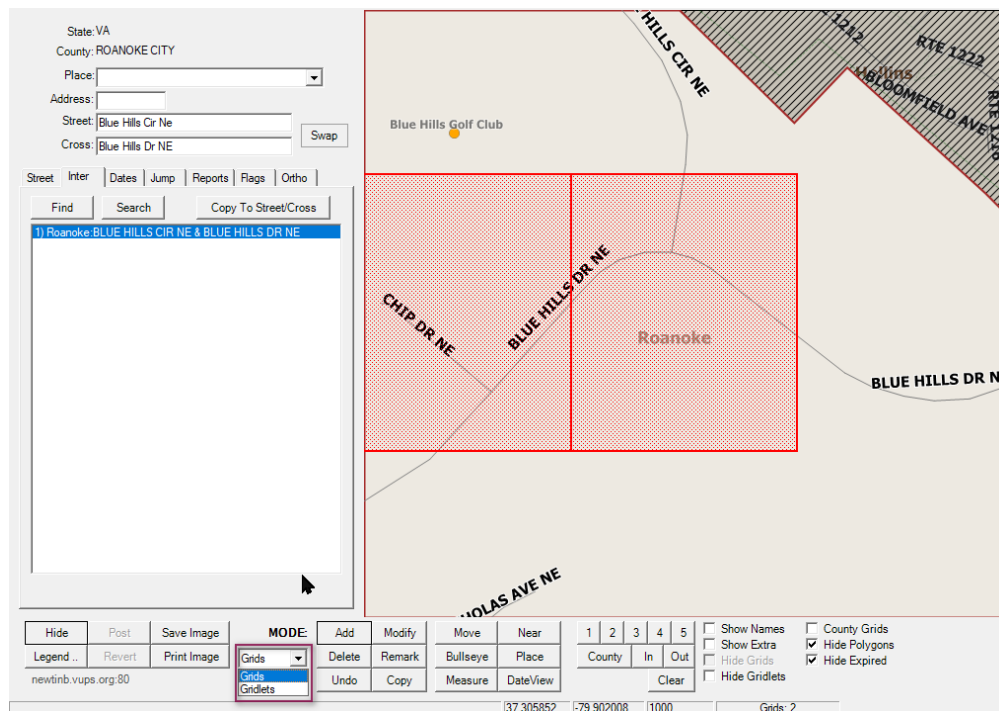 State: VA
County: ROANOKE CITY
Place:
Address:
Street: Blue Hills Cir Ne
Cross: Blue Hills Dr NE
Swap
Street Inter Dates Jump Reports Flags Ortho
Find Search Copy To Street/Cross
1) Roanoke:BLUE HILLS CIR NE & BLUE HILLS DR NE
HILLS CIR NE
1212
RTE 1222
Hollins
BLOOMFIELD AVE
Blue Hills Golf Club
CHIP DR NE
BLUE HILLS DR NE
Roanoke
BLUE HILLS DR N
HOLAS AVE NE
Hide Post Save Image MODE: Add Modify Move Near 1 2 3 4 5 Show Names County Grids
Show Extra Hide Polygons
Legend .. Revert Print Image Grids Delete Remark Bullseye Place County In Out Hide Grids Hide Expired
newtinb.vups.org:80 Grids Undo Copy Measure DateView Clear Hide Gridlets
Gridlets
37.305852 -79.902008 1000 Grids: 2